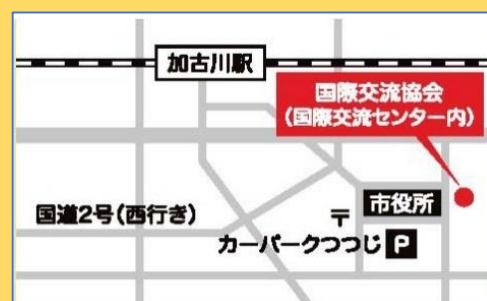 加古川駅
国際交流協会
(国際交流センター内)
市役所
国道2号(西行き)
〒
カーパークつつじ P